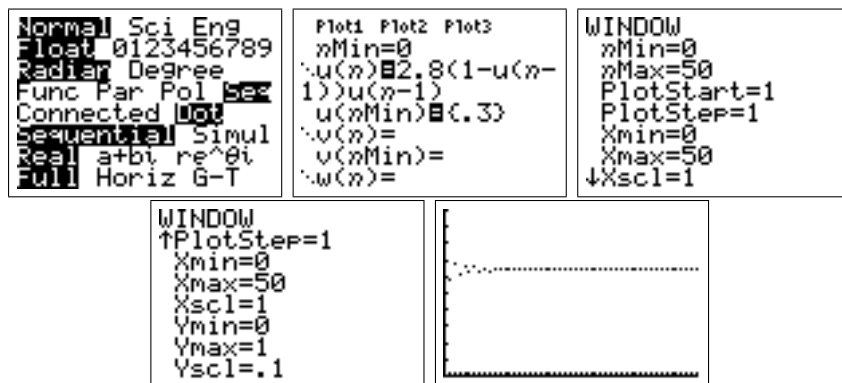 Normal Sci Eng
Float 0123456789
Radian Degree
Func Par Pol Seq
Connected Dot
Sequential Simul
Real a+bi re^θi
Full Horiz G-T
Plot1 Plot2 Plot3
nMin=0
u(n)=2.8(1-u(n-
1))u(n-1)
u(nMin)={.3}
v(n)=
v(nMin)=
w(n)=
WINDOW
nMin=0
nMax=50
PlotStart=1
PlotStep=1
Xmin=0
Xmax=50
↓Xscl=1
WINDOW
↑PlotStep=1
Xmin=0
Xmax=50
Xscl=1
Ymin=0
Ymax=1
Yscl=.1